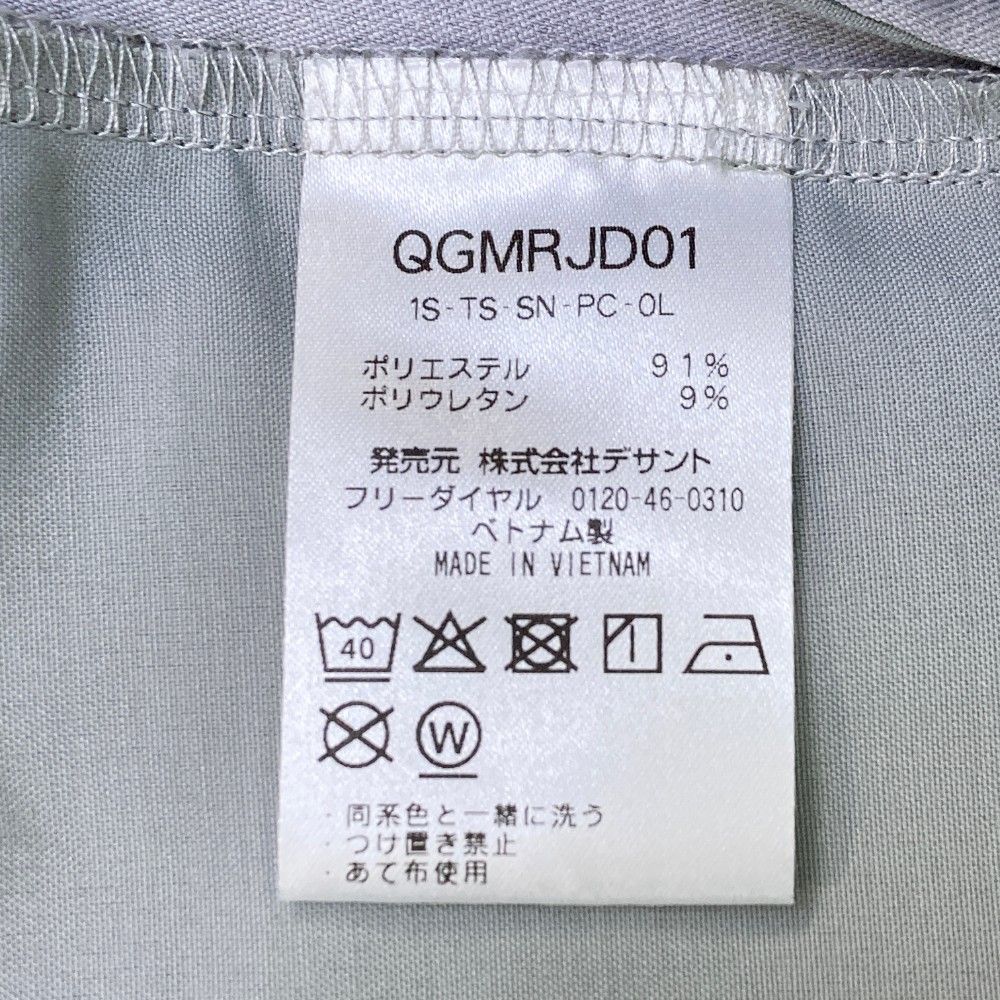 QGMRJD01
1S-TS-SN-PC-OL
ポリエステル 91%
ポリウレタン 9%
発売元 株式会社デサント
フリーダイヤル 0120-46-0310
ベトナム製
MADE IN VIETNAM
40
W
・同系色と一緒に洗う
・つけ置き禁止
・あて布使用